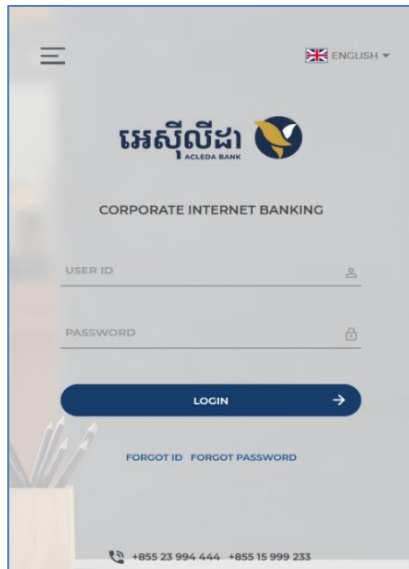 ENGLISH
អេស៊ីលីដា
ACLEDA BANK
CORPORATE INTERNET BANKING
USER ID
PASSWORD
LOGIN
FORGOT ID FORGOT PASSWORD
+855 23 994 444 +855 15 999 233